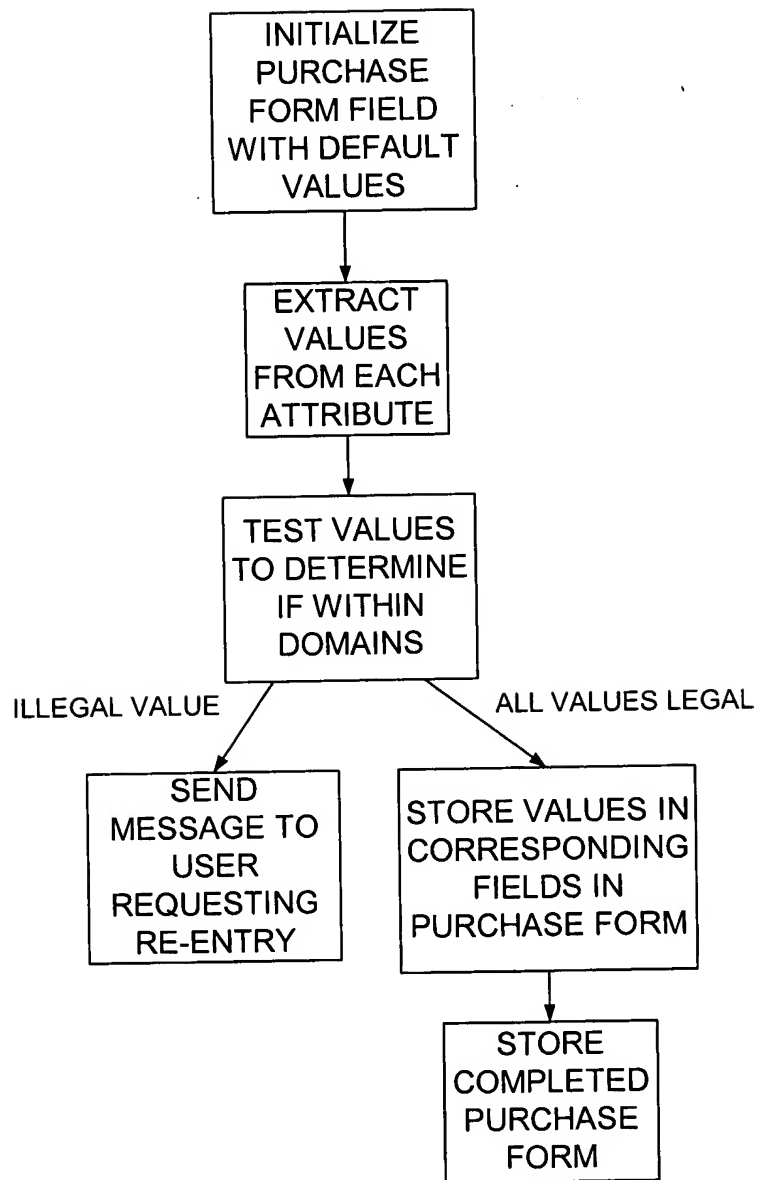 INITIALIZE
PURCHASE
FORM FIELD
WITH DEFAULT
VALUES
EXTRACT
VALUES
FROM EACH
ATTRIBUTE
TEST VALUES
TO DETERMINE
IF WITHIN
DOMAINS
ILLEGAL VALUE
ALL VALUES LEGAL
SEND
MESSAGE TO
USER
REQUESTING
RE-ENTRY
STORE VALUES IN
CORRESPONDING
FIELDS IN
PURCHASE FORM
STORE
COMPLETED
PURCHASE
FORM